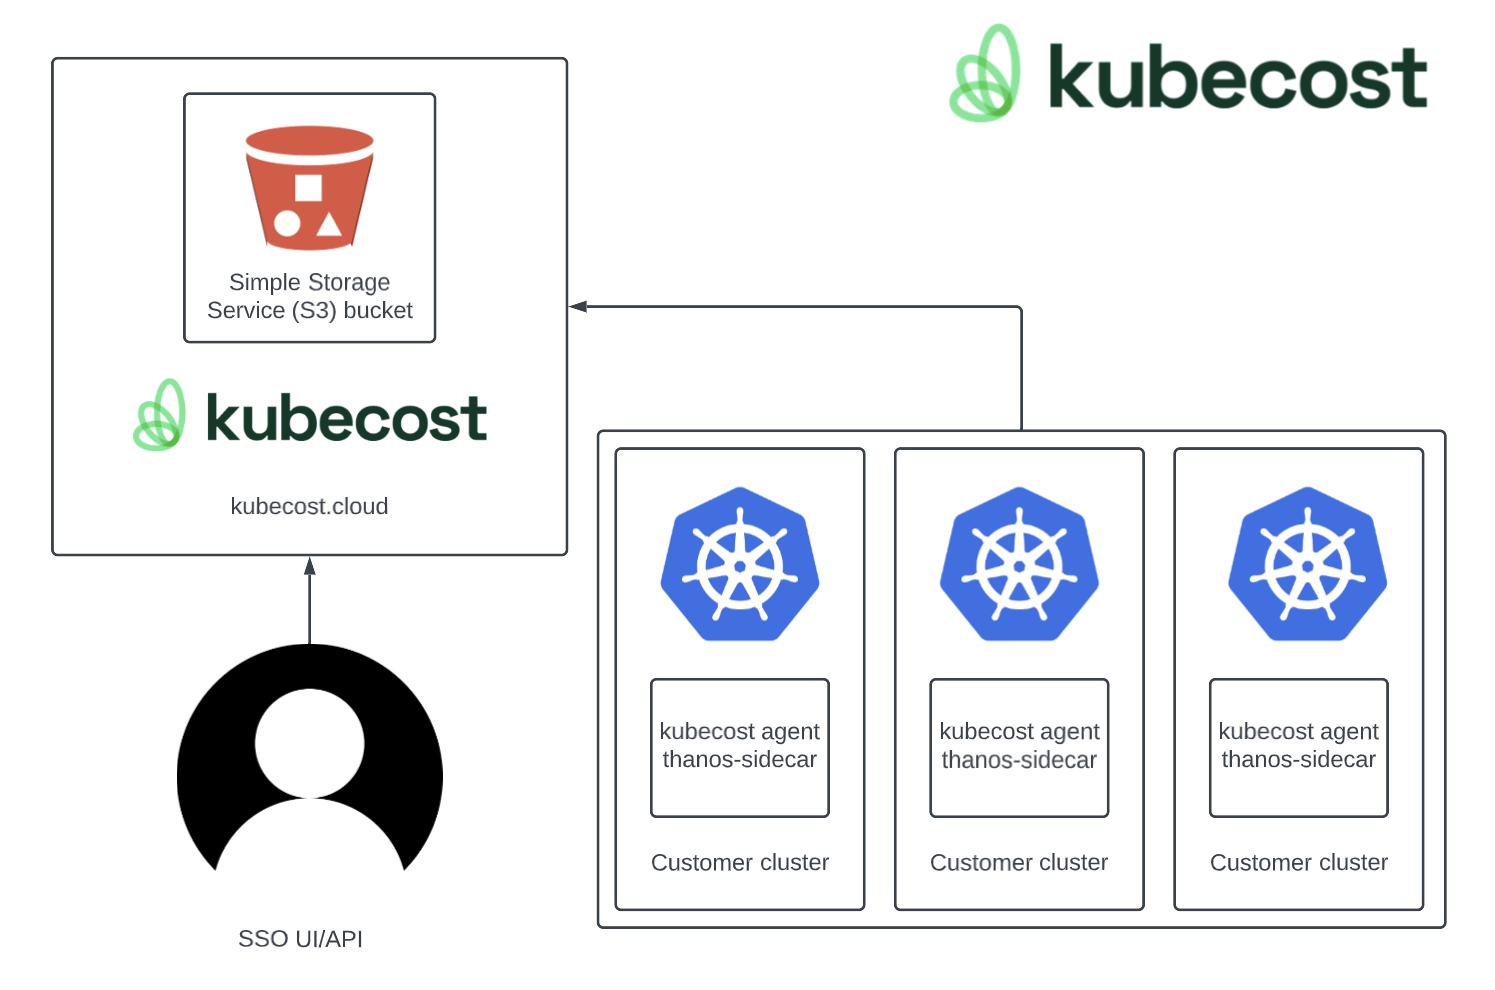 kubecost
Simple Storage
Service (S3) bucket
kubecost
kubecost.cloud
SSO UI/API
kubecost agent
thanos-sidecar
Customer cluster
kubecost agent
thanos-sidecar
Customer cluster
kubecost agent
thanos-sidecar
Customer cluster